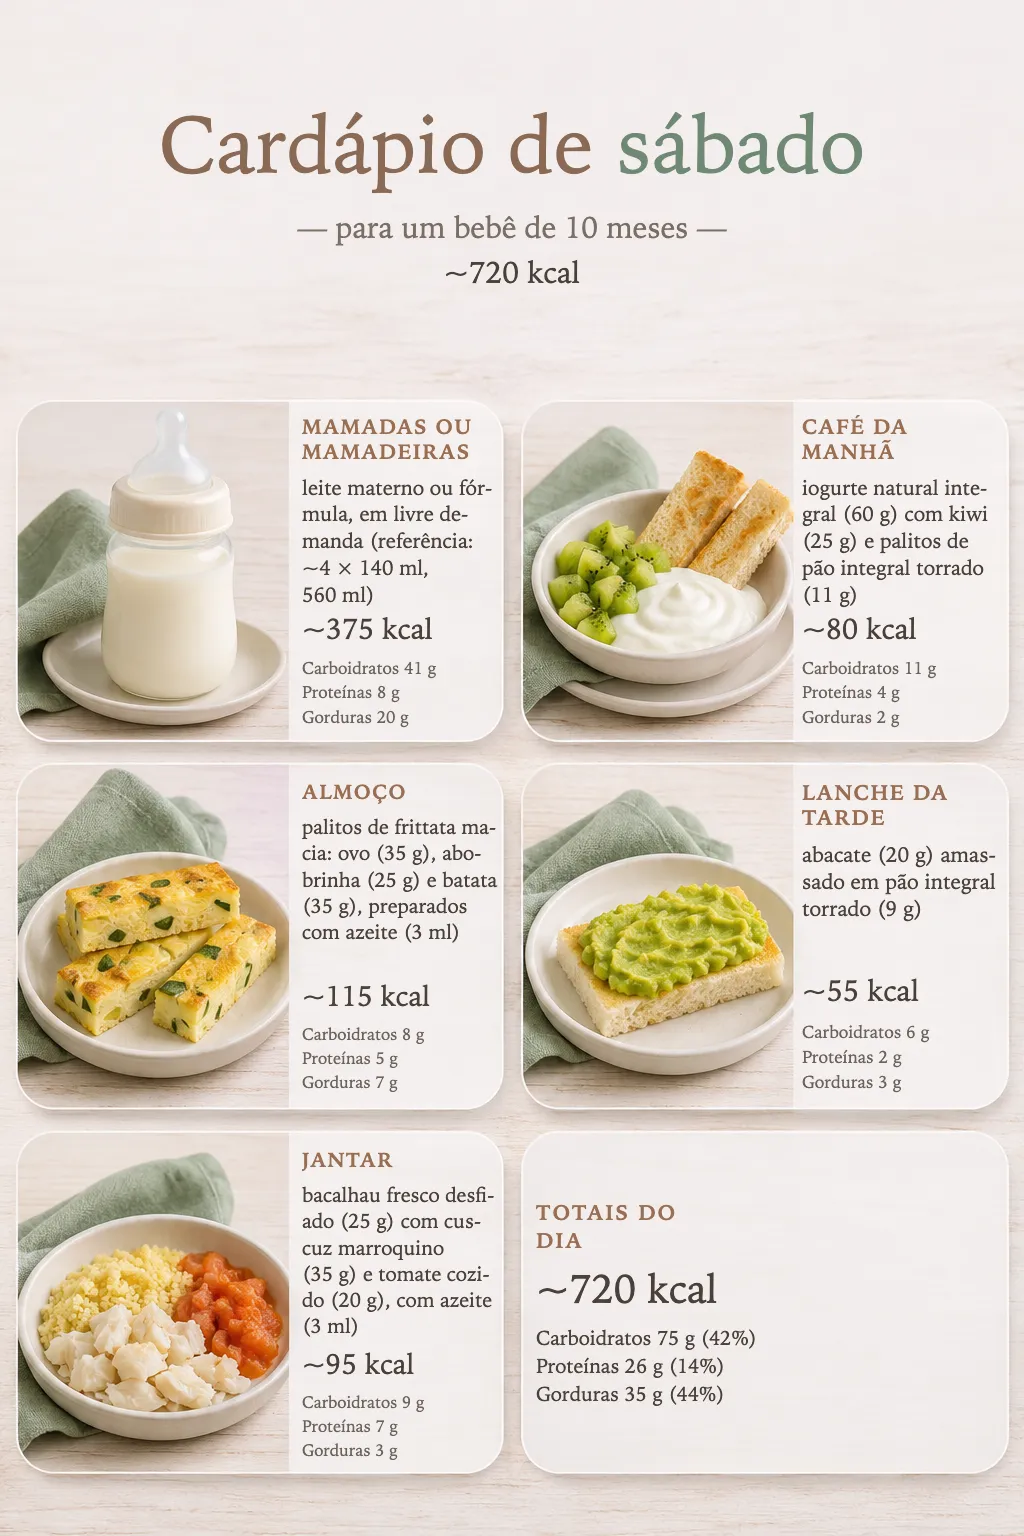 Cardápio de sábado
— para um bebê de 10 meses —
~720 kcal
MAMADAS OU
MAMADEIRAS
leite materno ou fór-
mula, em livre de-
manda (referência:
~4 × 140 ml,
560 ml)
~375 kcal
Carboidratos 41 g
Proteínas 8 g
Gorduras 20 g
CAFÉ DA
MANHÃ
iogurte natural inte-
gral (60 g) com kiwi
(25 g) e palitos de
pão integral torrado
(11 g)
~80 kcal
Carboidratos 11 g
Proteínas 4 g
Gorduras 2 g
ALMOÇO
palitos de frittata ma-
cia: ovo (35 g), abo-
brinha (25 g) e batata
(35 g), preparados
com azeite (3 ml)
~115 kcal
Carboidratos 8 g
Proteínas 5 g
Gorduras 7 g
LANCHE DA
TARDE
abacate (20 g) amas-
sado em pão integral
torrado (9 g)
~55 kcal
Carboidratos 6 g
Proteínas 2 g
Gorduras 3 g
JANTAR
bacalhau fresco desfi-
ado (25 g) com cus-
cuz marroquino
(35 g) e tomate cozi-
do (20 g), com azeite
(3 ml)
~95 kcal
Carboidratos 9 g
Proteínas 7 g
Gorduras 3 g
TOTAIS DO
DIA
~720 kcal
Carboidratos 75 g (42%)
Proteínas 26 g (14%)
Gorduras 35 g (44%)